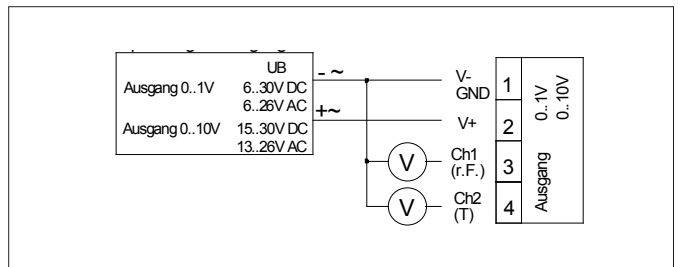 UB
- ~
Ausgang 0..1V 6..30V DC
6..26V AC
+~
Ausgang 0..10V 15..30V DC
13..26V AC
V-
GND 1
V+ 2
V Ch1
(r.F.) 3
V Ch2
(T) 4
Ausgang 0..1V
0..10V